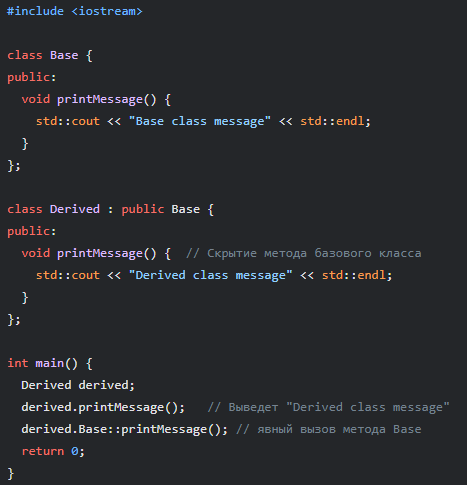 #include <iostream>

class Base {
public:
  void printMessage() {
    std::cout << "Base class message" << std::endl;
  }
};

class Derived : public Base {
public:
  void printMessage() {  // Скрытие метода базового класса
    std::cout << "Derived class message" << std::endl;
  }
};

int main() {
  Derived derived;
  derived.printMessage();   // Выведет "Derived class message"
  derived.Base::printMessage(); // явный вызов метода Base
  return 0;
}